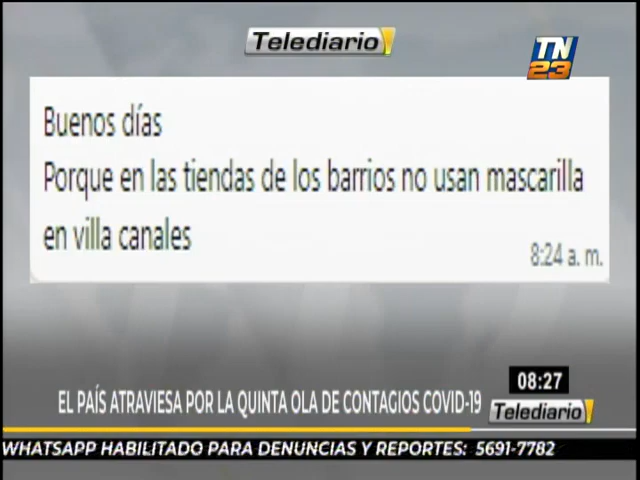 Telediario
TN
23
Buenos días
Porque en las tiendas de los barrios no usan mascarilla
en villa canales
8:24 a. m.
08:27
EL PAÍS ATRAVIESA POR LA QUINTA OLA DE CONTAGIOS COVID-19
Telediario
WHATSAPP HABILITADO PARA DENUNCIAS Y REPORTES: 5691-7782